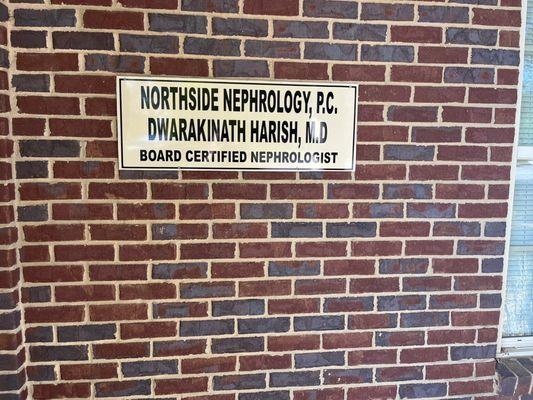 NORTHSIDE NEPHROLOGY, P.C.
DWARAKINATH HARISH, M.D
BOARD CERTIFIED NEPHROLOGIST